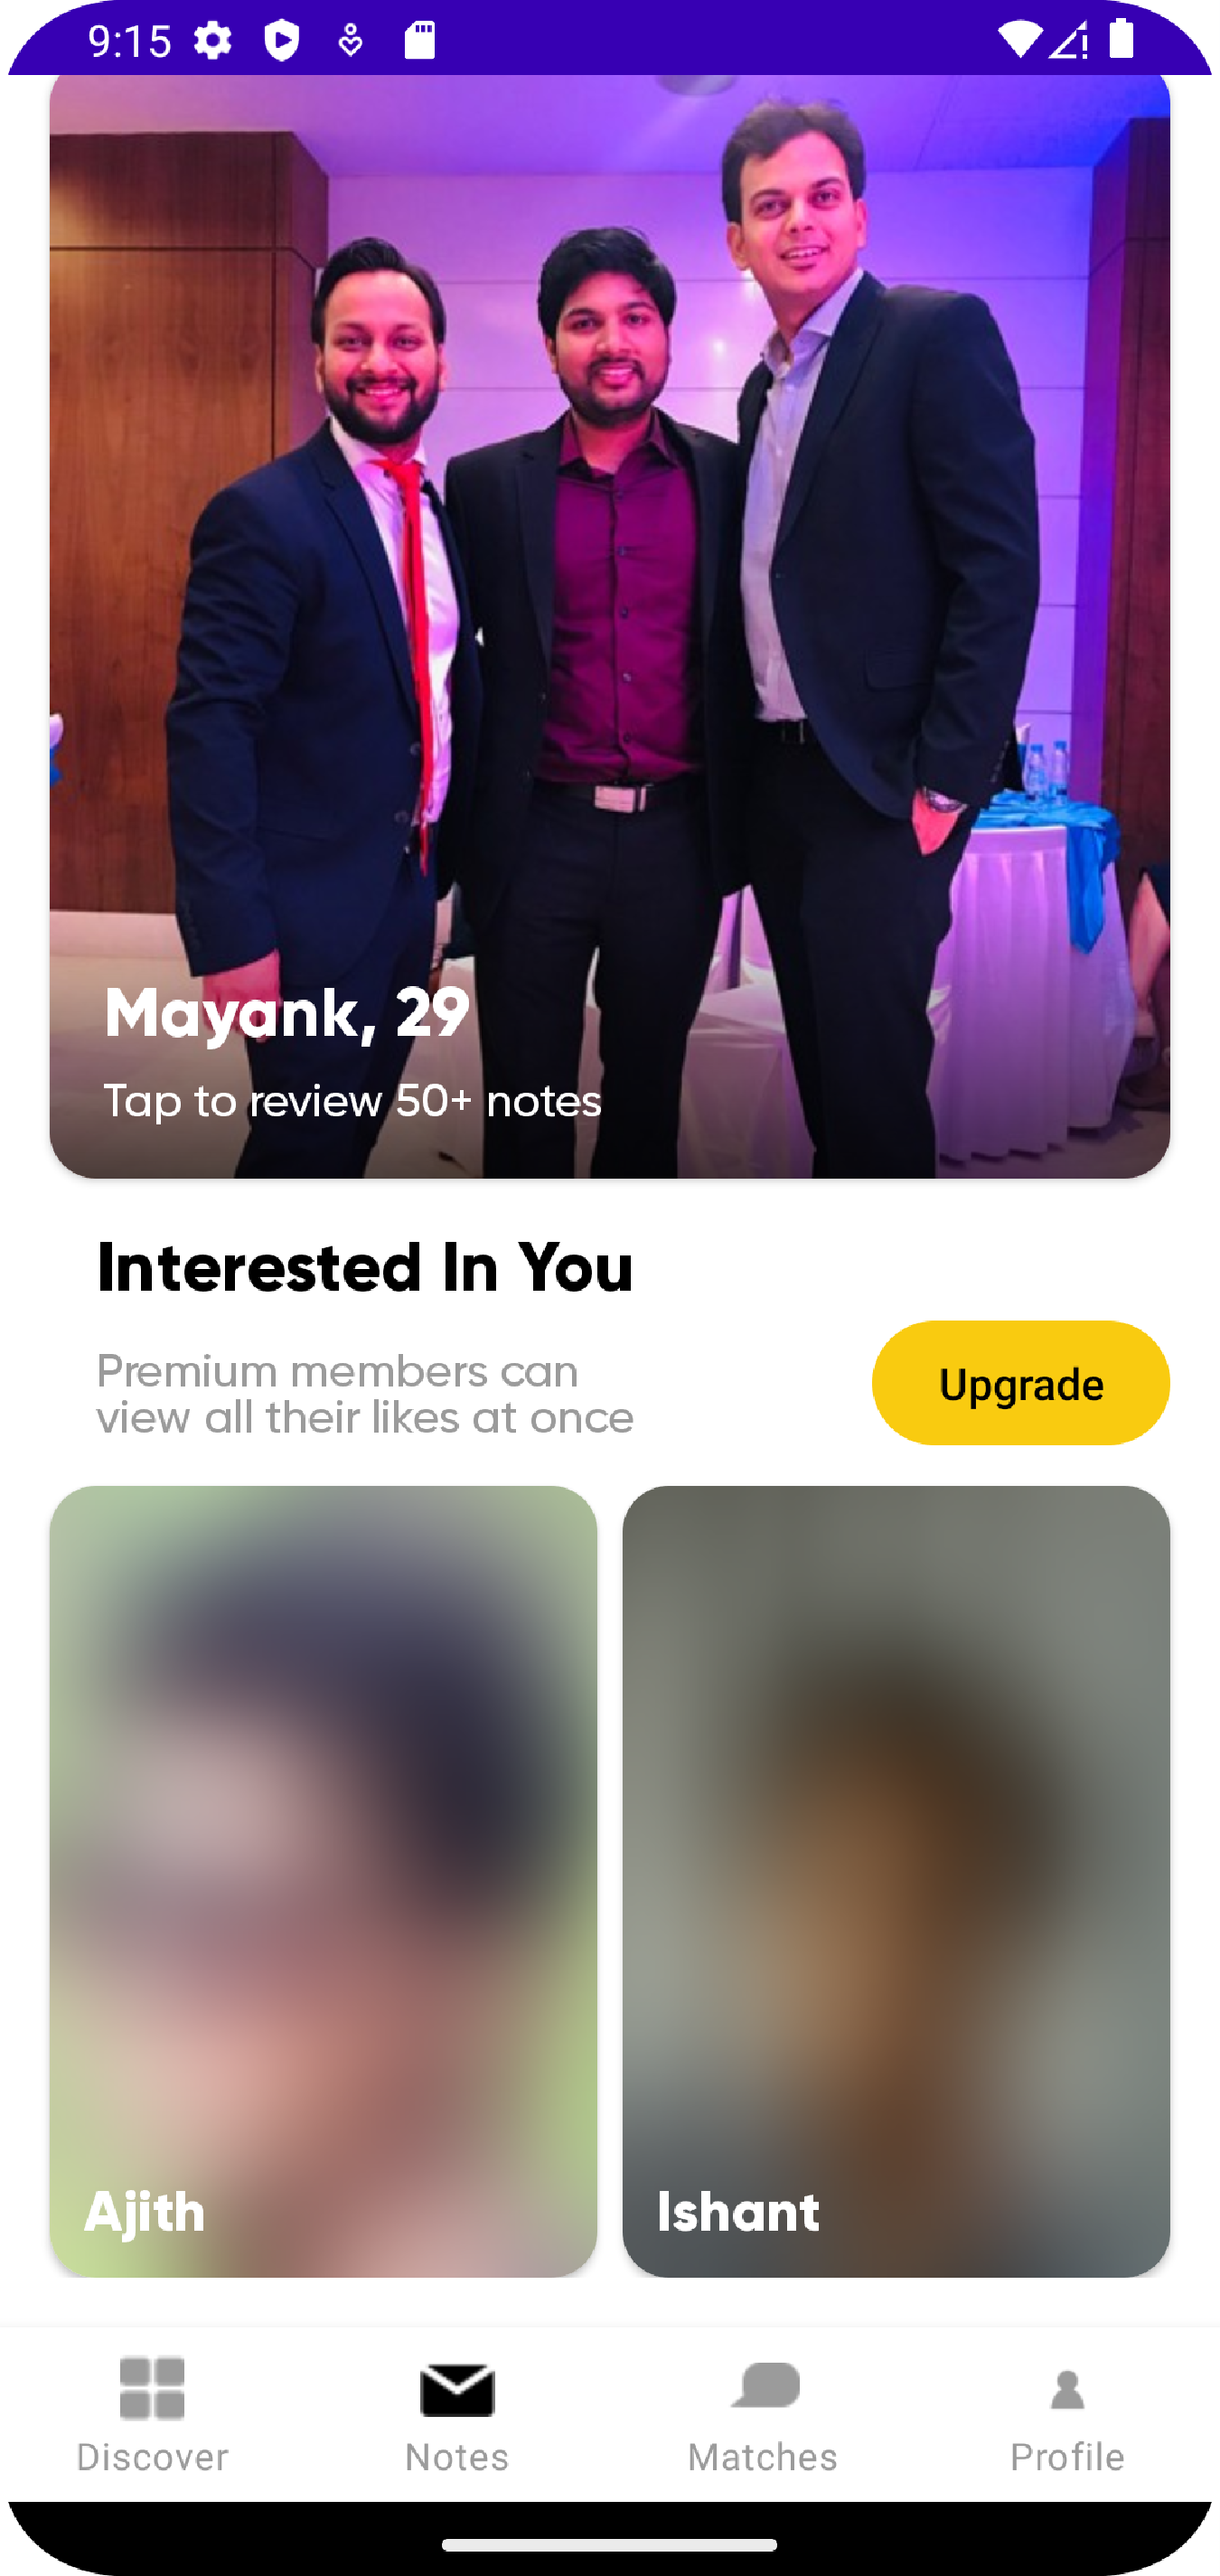 9:15
Mayank, 29
Tap to review 50+ notes
Interested In You
Premium members can
view all their likes at once
Upgrade
Ajith
Ishant
Discover
Notes
Matches
Profile